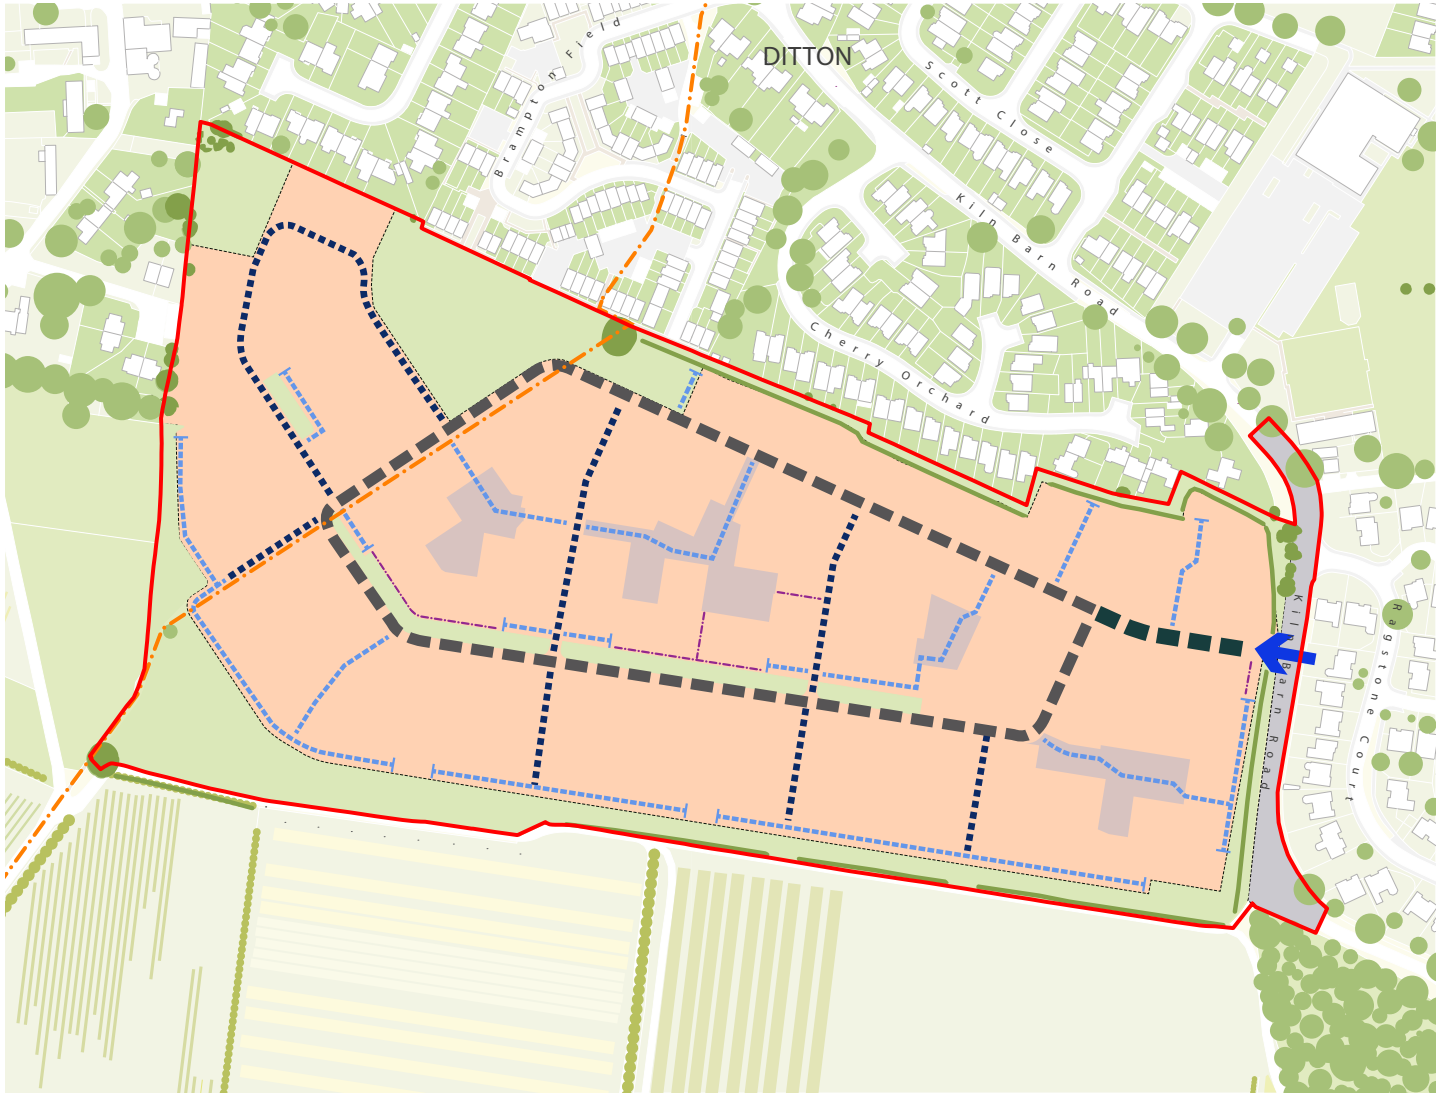 DITTON
Brampton Field
Scott Close
Kiln Barn Road
Cherry Orchard
Kiln Barn Road
Ragstone Court